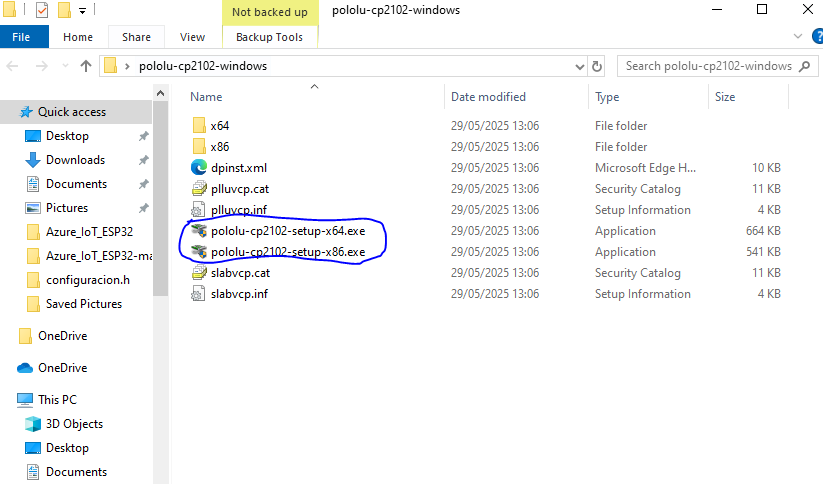 Not backed up
pololu-cp2102-windows
File
Home
Share
View
Backup Tools
pololu-cp2102-windows
Search pololu-cp2102-windows
Name
Date modified
Type
Size
Quick access
Desktop
Downloads
Documents
Pictures
Azure_IoT_ESP32
Azure_IoT_ESP32-ma
configuracion.h
Saved Pictures
OneDrive
OneDrive
This PC
3D Objects
Desktop
Documents
x64 29/05/2025 13:06 File folder
x86 29/05/2025 13:06 File folder
dpinst.xml 29/05/2025 13:06 Microsoft Edge H... 10 KB
plluvcp.cat 29/05/2025 13:06 Security Catalog 11 KB
plluvcp.inf 29/05/2025 13:06 Setup Information 4 KB
pololu-cp2102-setup-x64.exe 29/05/2025 13:06 Application 664 KB
pololu-cp2102-setup-x86.exe 29/05/2025 13:06 Application 541 KB
slabvcp.cat 29/05/2025 13:06 Security Catalog 11 KB
slabvcp.inf 29/05/2025 13:06 Setup Information 4 KB